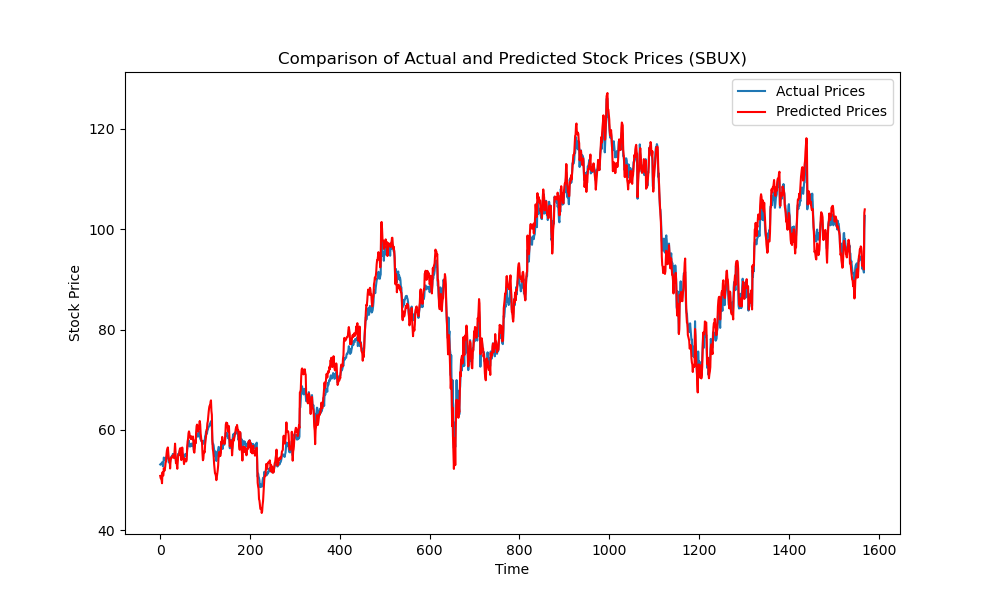 Comparison of Actual and Predicted Stock Prices (SBUX)
Actual Prices
Predicted Prices
Stock Price
120
100
80
60
40
0 200 400 600 800 1000 1200 1400 1600
Time